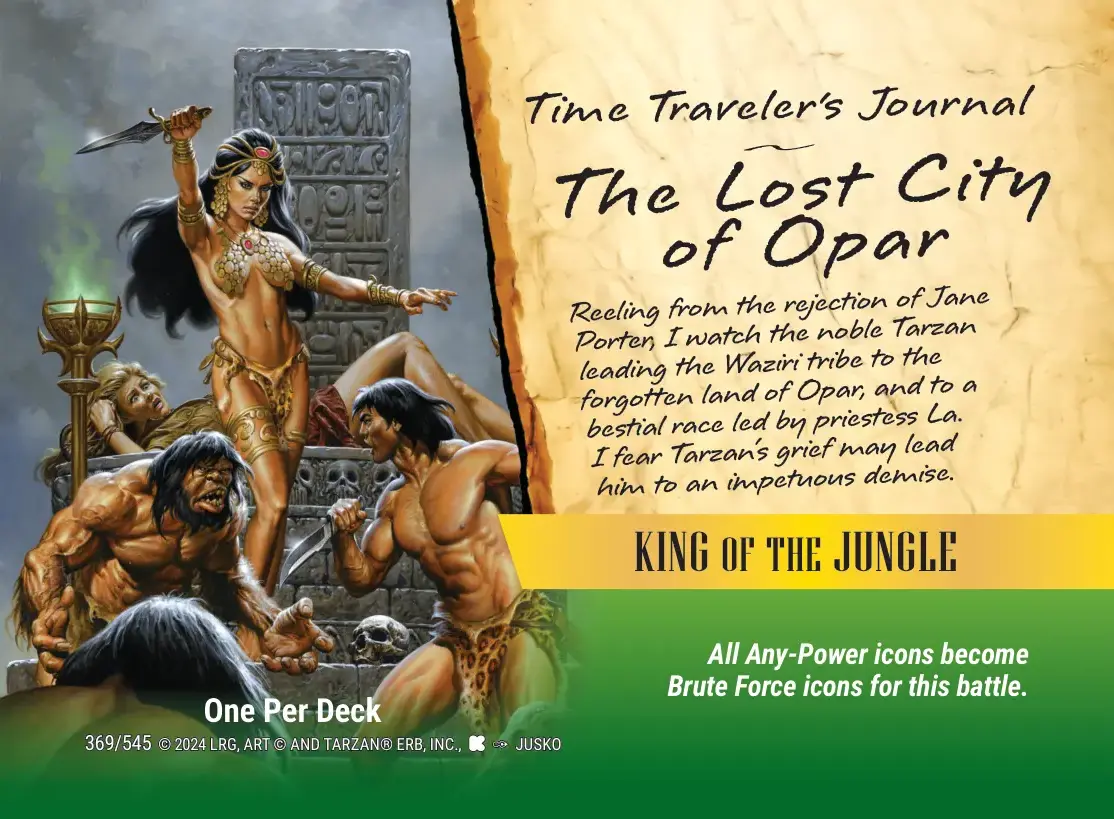 Time Traveler's Journal
The Lost City
of Opar
Reeling from the rejection of Jane
Porter, I watch the noble Tarzan
leading the Waziri tribe to the
forgotten land of Opar, and to a
bestial race led by priestess La.
I fear Tarzan's grief may lead
him to an impetuous demise.
KING OF THE JUNGLE
All Any-Power icons become
Brute Force icons for this battle.
One Per Deck
369/545 © 2024 LRG, ART © AND TARZAN® ERB, INC., JUSKO